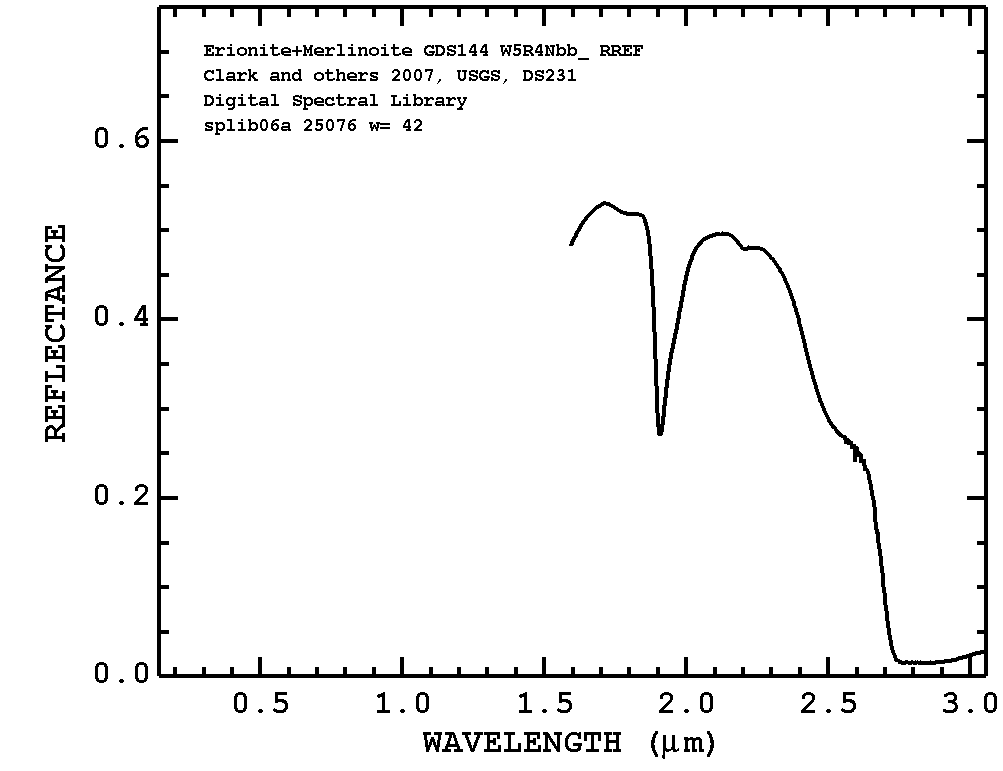 Erionite+Merlinoite GDS144 W5R4Nbb_ RREF
Clark and others 2007, USGS, DS231
Digital Spectral Library
splib06a 25076 w= 42
REFLECTANCE
0.6
0.4
0.2
0.0
0.5 1.0 1.5 2.0 2.5 3.0
WAVELENGTH (μm)